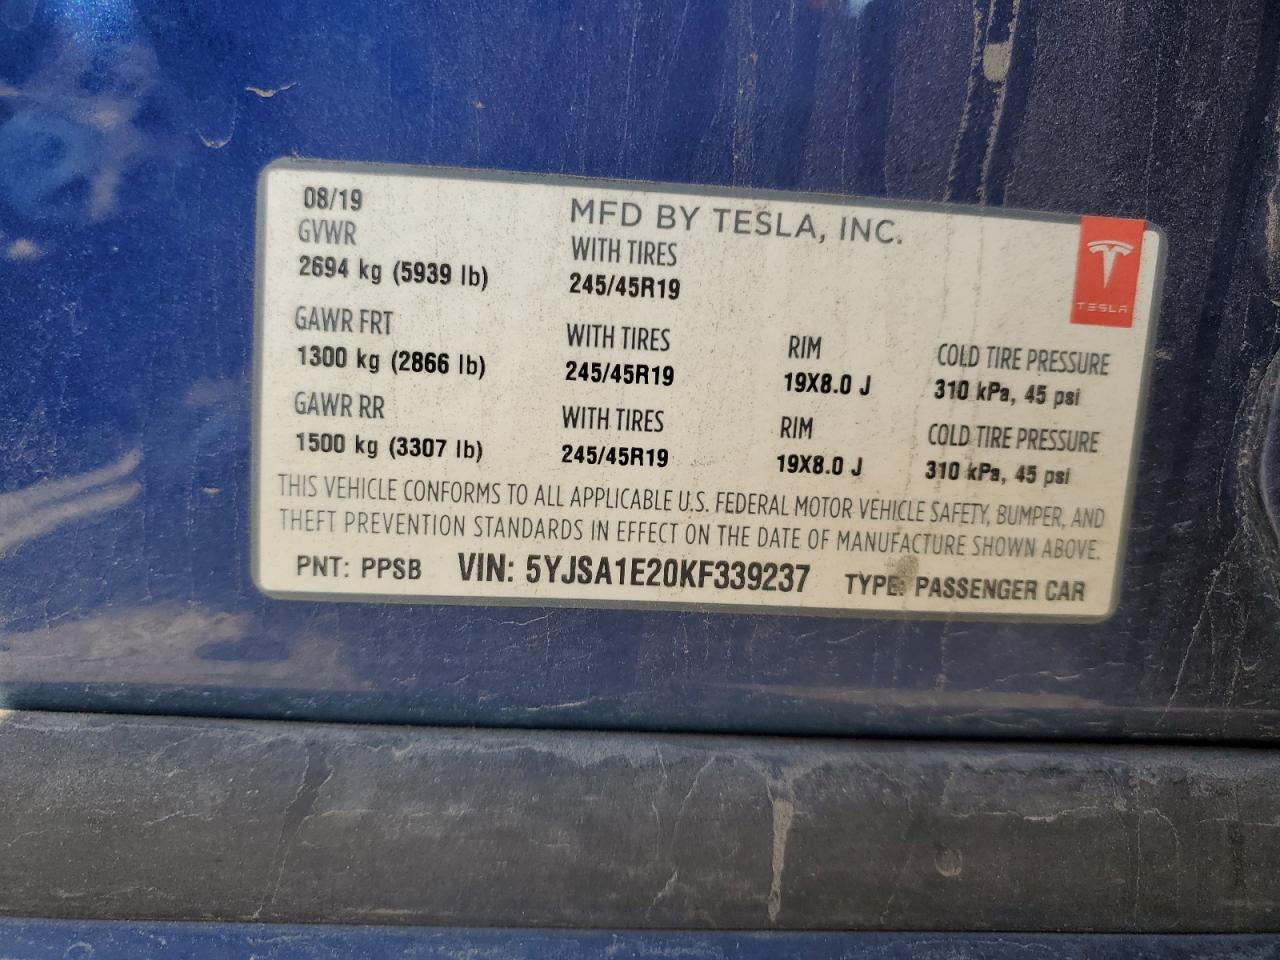 08/19
MFD BY TESLA, INC.
GVWR WITH TIRES
2694 kg (5939 lb) 245/45R19
TESLA
GAWR FRT WITH TIRES RIM COLD TIRE PRESSURE
1300 kg (2866 lb) 245/45R19 19X8.0 J 310 kPa, 45 psi
GAWR RR WITH TIRES RIM COLD TIRE PRESSURE
1500 kg (3307 lb) 245/45R19 19X8.0 J 310 kPa, 45 psi
THIS VEHICLE CONFORMS TO ALL APPLICABLE U.S. FEDERAL MOTOR VEHICLE SAFETY, BUMPER, AND
THEFT PREVENTION STANDARDS IN EFFECT ON THE DATE OF MANUFACTURE SHOWN ABOVE.
PNT: PPSB VIN: 5YJSA1E20KF339237 TYPE: PASSENGER CAR